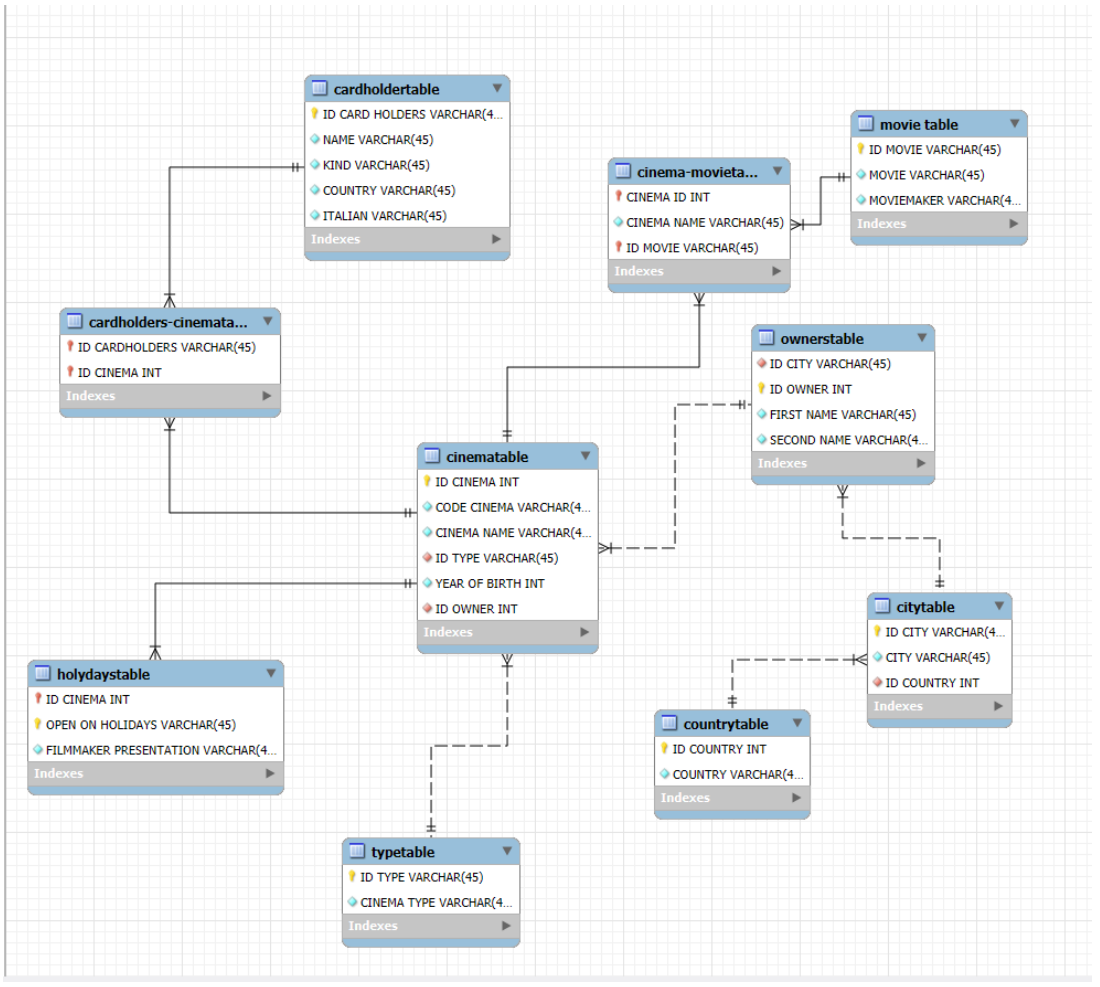 cardholdertable
ID CARD HOLDERS VARCHAR(4...
NAME VARCHAR(45)
KIND VARCHAR(45)
COUNTRY VARCHAR(45)
ITALIAN VARCHAR(45)
Indexes
movie table
ID MOVIE VARCHAR(45)
MOVIE VARCHAR(45)
MOVIEMAKER VARCHAR(4...
Indexes
cinema-movieta...
CINEMA ID INT
CINEMA NAME VARCHAR(45)
ID MOVIE VARCHAR(45)
Indexes
cardholders-cinemata...
ID CARDHOLDERS VARCHAR(45)
ID CINEMA INT
Indexes
ownerstable
ID CITY VARCHAR(45)
ID OWNER INT
FIRST NAME VARCHAR(45)
SECOND NAME VARCHAR(4...
Indexes
cinematable
ID CINEMA INT
CODE CINEMA VARCHAR(4...
CINEMA NAME VARCHAR(4...
ID TYPE VARCHAR(45)
YEAR OF BIRTH INT
ID OWNER INT
Indexes
citytable
ID CITY VARCHAR(4...
CITY VARCHAR(45)
ID COUNTRY INT
Indexes
holydaystable
ID CINEMA INT
OPEN ON HOLIDAYS VARCHAR(45)
FILMMAKER PRESENTATION VARCHAR(4...
Indexes
countrytable
ID COUNTRY INT
COUNTRY VARCHAR(4...
Indexes
typetable
ID TYPE VARCHAR(45)
CINEMA TYPE VARCHAR(4...
Indexes